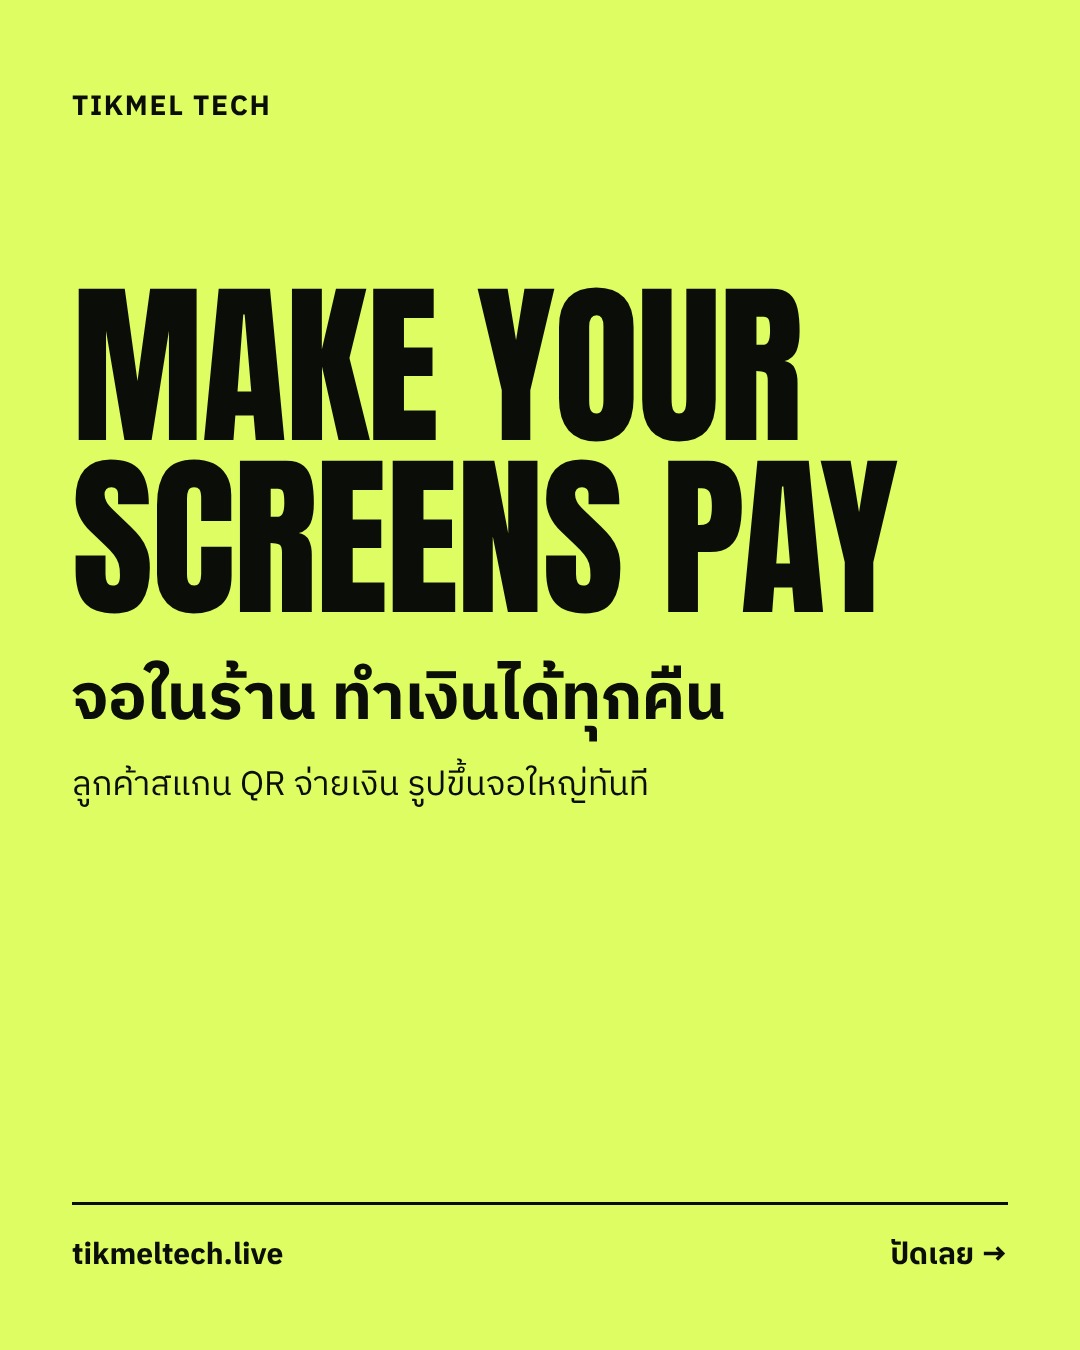 TIKMEL TECH
MAKE YOUR
SCREENS PAY
จอในร้าน ทำเงินได้ทุกคืน
ลูกค้าสแกน QR จ่ายเงิน รูปขึ้นจอใหญ่ทันที
tikmeltech.live
ปัดเลย →